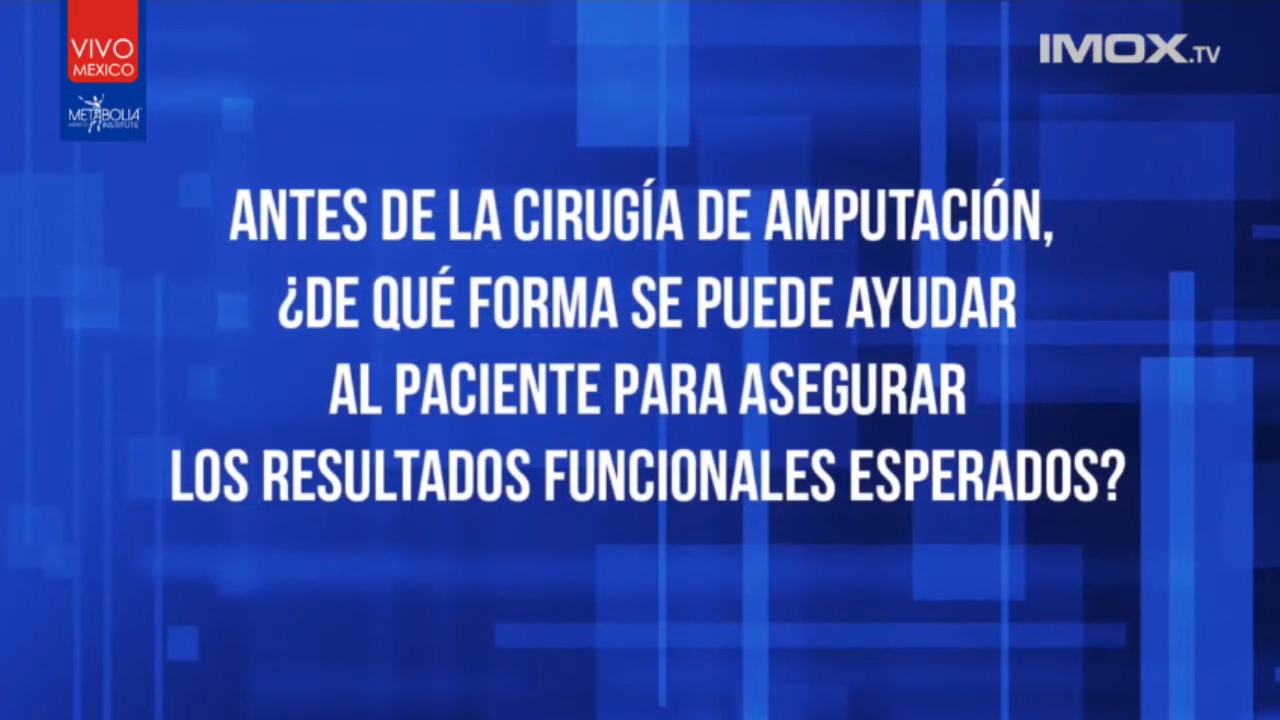 VIVO
MEXICO
METABOLIA
INSTITUTE
IMOX.TV
ANTES DE LA CIRUGÍA DE AMPUTACIÓN,
¿DE QUÉ FORMA SE PUEDE AYUDAR
AL PACIENTE PARA ASEGURAR
LOS RESULTADOS FUNCIONALES ESPERADOS?